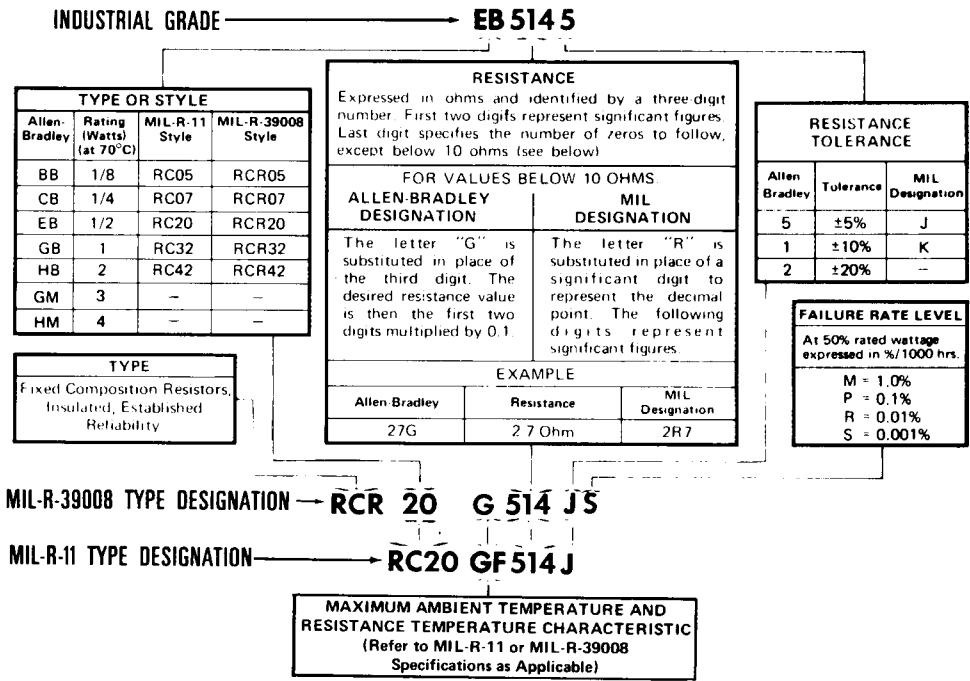 INDUSTRIAL GRADE EB 514 5
TYPE OR STYLE
Allen- Bradley Rating (Watts) (at 70°C) MIL-R-11 Style MIL-R-39008 Style
BB 1/8 RC05 RCR05
CB 1/4 RC07 RCR07
EB 1/2 RC20 RCR20
GB 1 RC32 RCR32
HB 2 RC42 RCR42
GM 3 – –
HM 4 – –
RESISTANCE
Expressed in ohms and identified by a three-digit
number. First two digits represent significant figures.
Last digit specifies the number of zeros to follow,
except below 10 ohms (see below)
FOR VALUES BELOW 10 OHMS
ALLEN-BRADLEY
DESIGNATION
The letter "G" is
substituted in place of
the third digit. The
desired resistance value
is then the first two
digits multiplied by 0.1.
MIL
DESIGNATION
The letter "R" is
substituted in place of a
significant digit to
represent the decimal
point. The following
digits represent
significant figures.
EXAMPLE
Allen-Bradley Resistance MIL Designation
27G 2 7 Ohm 2R7
RESISTANCE
TOLERANCE
Allen Bradley Tolerance MIL Designation
5 ±5% J
1 ±10% K
2 ±20% –
FAILURE RATE LEVEL
At 50% rated wattage
expressed in %/1000 hrs.
M = 1.0%
P = 0.1%
R = 0.01%
S = 0.001%
TYPE
Fixed Composition Resistors,
Insulated, Established
Reliability
MIL-R-39008 TYPE DESIGNATION RCR 20 G 514 J S
MIL-R-11 TYPE DESIGNATION RC20 GF 514 J
MAXIMUM AMBIENT TEMPERATURE AND
RESISTANCE TEMPERATURE CHARACTERISTIC
(Refer to MIL-R-11 or MIL-R-39008
Specifications as Applicable)